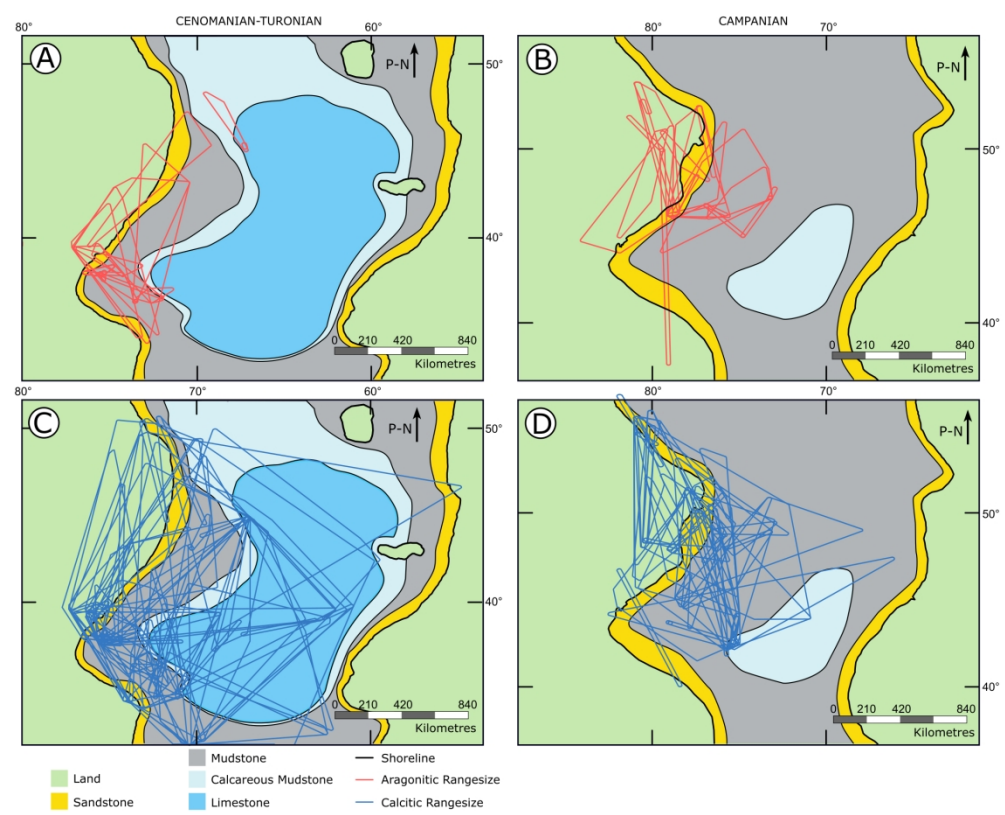 CENOMANIAN-TURONIAN
CAMPANIAN
80° 70° 60°
80° 70°
A
P-N
50°
40°
0 210 420 840
Kilometres
B
P-N
50°
40°
0 210 420 840
Kilometres
80° 70° 60°
80° 70°
C
P-N
50°
40°
0 210 420 840
Kilometres
D
P-N
50°
40°
0 210 420 840
Kilometres
Land
Sandstone
Mudstone
Calcareous Mudstone
Limestone
Shoreline
Aragonitic Rangesize
Calcitic Rangesize